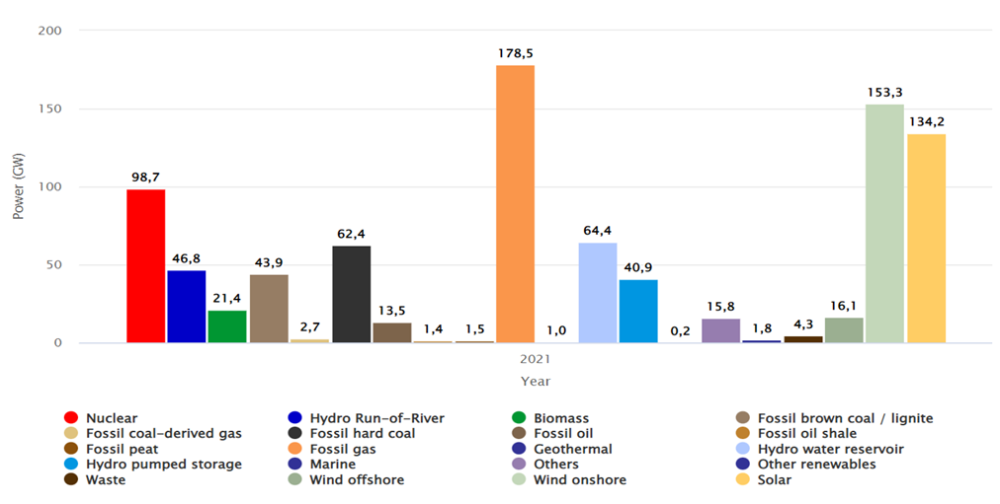 200
150
100
50
0
Power (GW)
98,7
46,8
21,4
43,9
2,7
62,4
13,5
1,4
1,5
178,5
1,0
64,4
40,9
0,2
15,8
1,8
4,3
16,1
153,3
134,2
2021
Year
Nuclear
Hydro Run-of-River
Biomass
Fossil brown coal / lignite
Fossil coal-derived gas
Fossil hard coal
Fossil oil
Fossil oil shale
Fossil peat
Fossil gas
Geothermal
Hydro water reservoir
Hydro pumped storage
Marine
Others
Other renewables
Waste
Wind offshore
Wind onshore
Solar